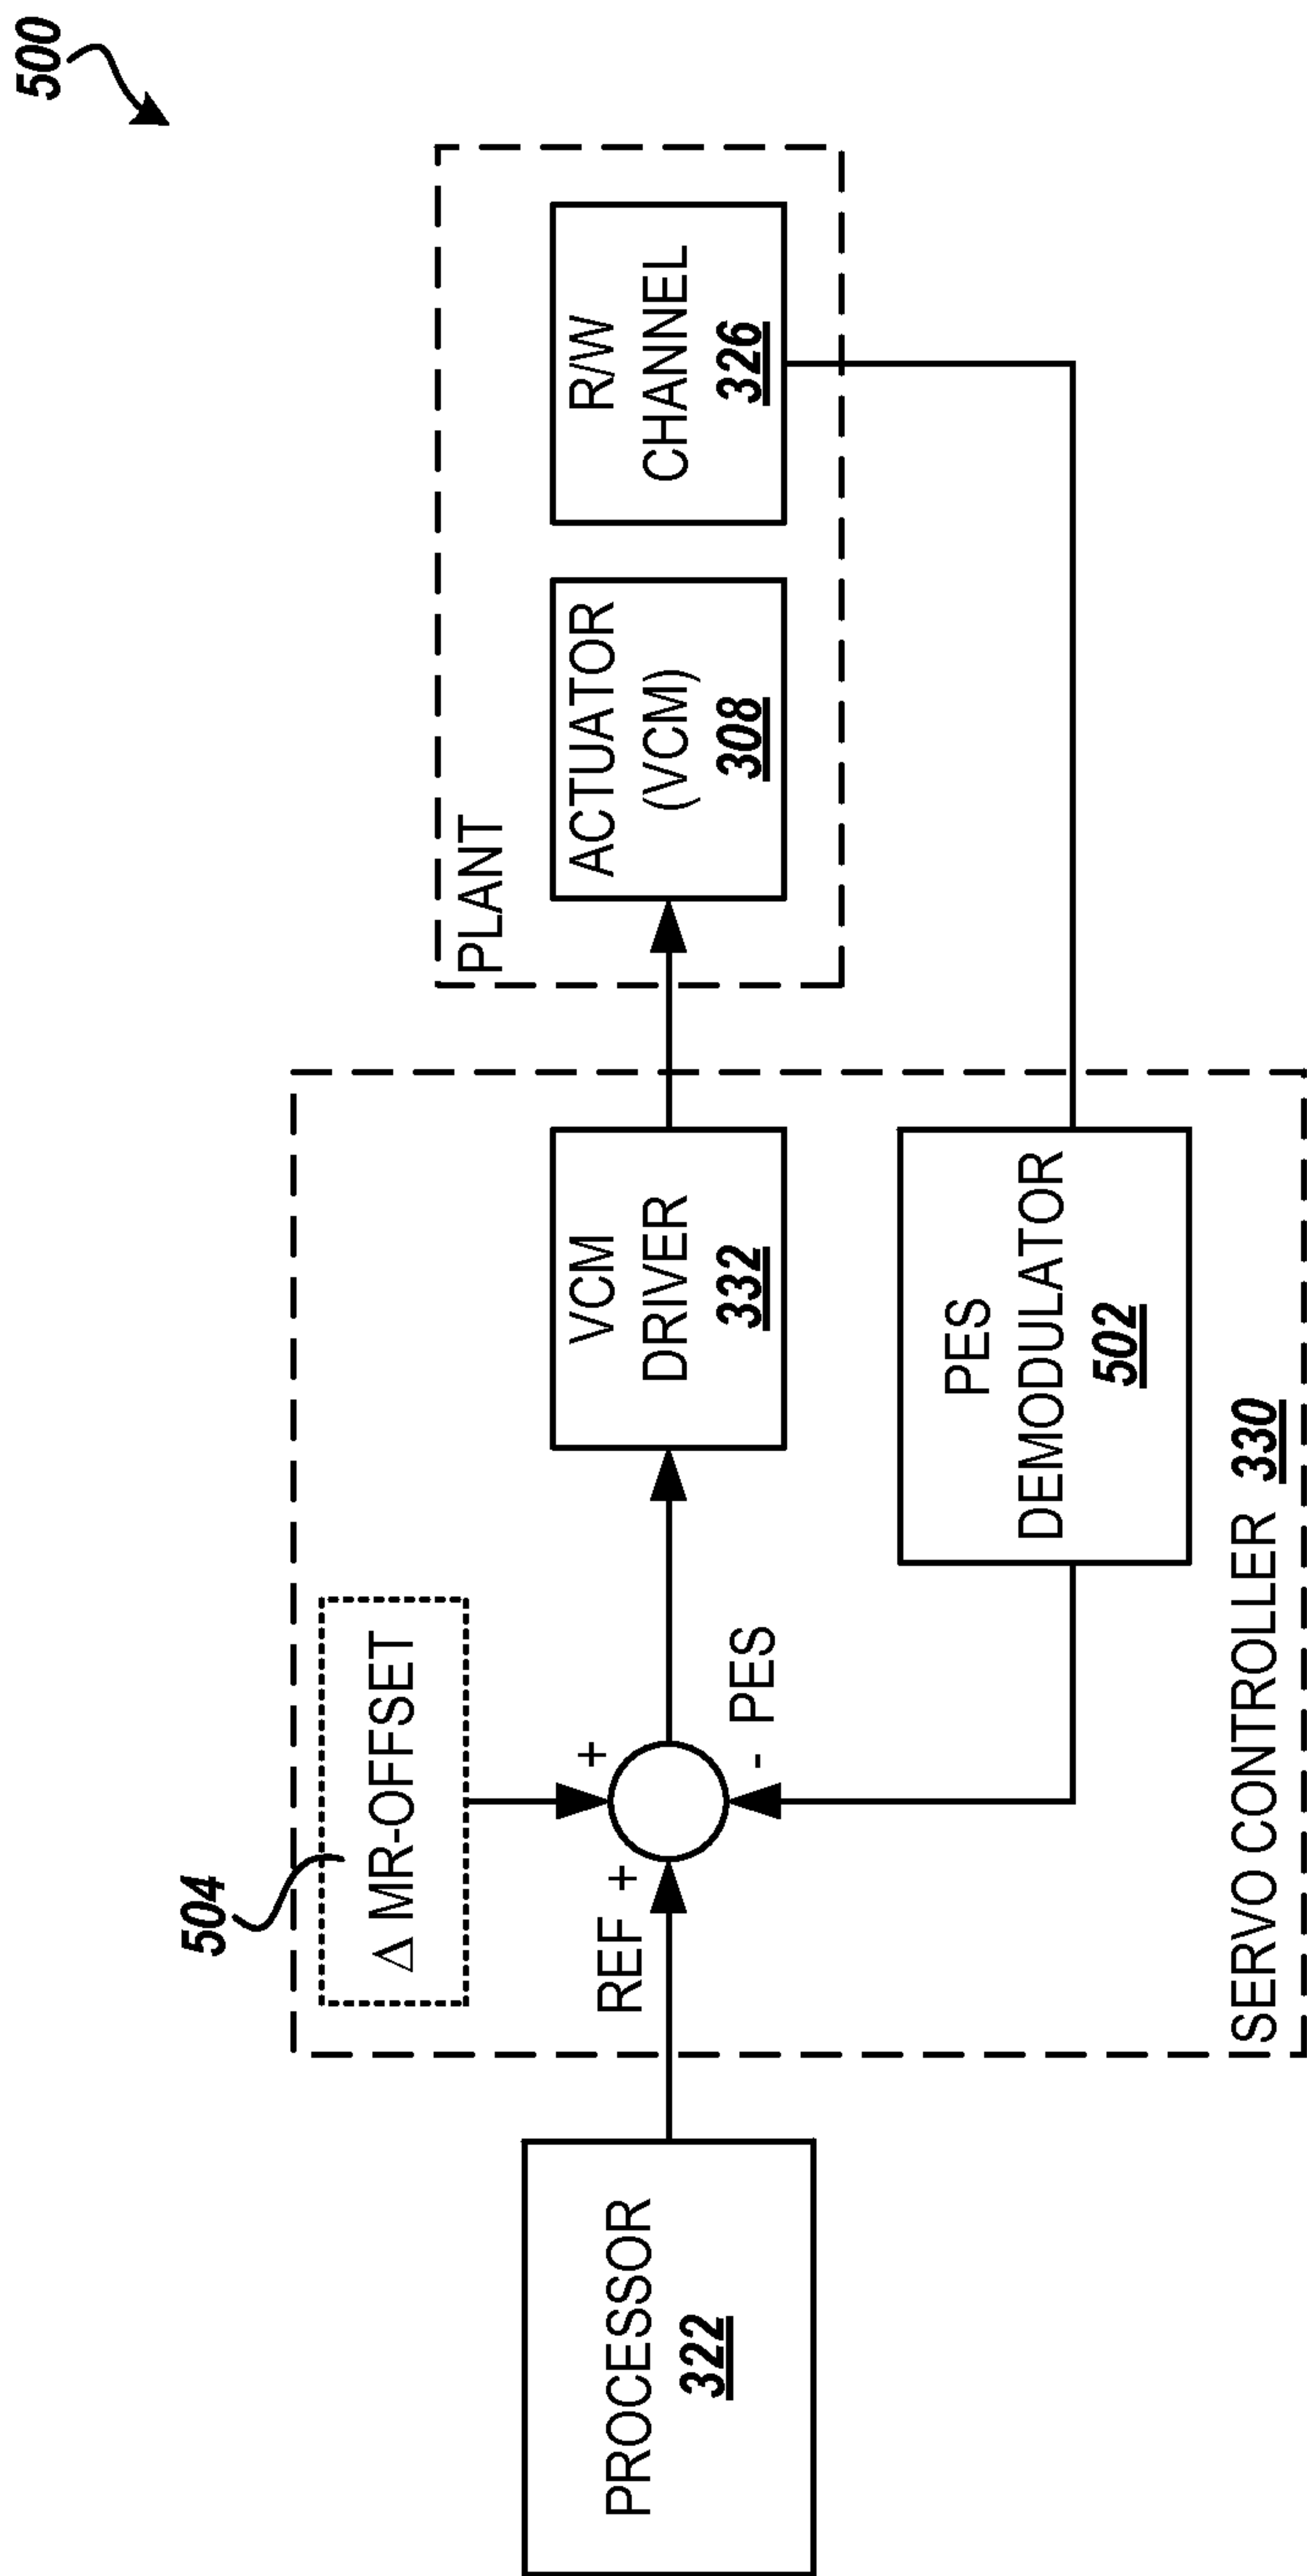 500
504
Δ MR-OFFSET
PLANT
PROCESSOR
322
REF +
+
- PES
VCM
DRIVER
332
ACTUATOR
(VCM)
308
R/W
CHANNEL
326
PES
DEMODULATOR
502
SERVO CONTROLLER 330